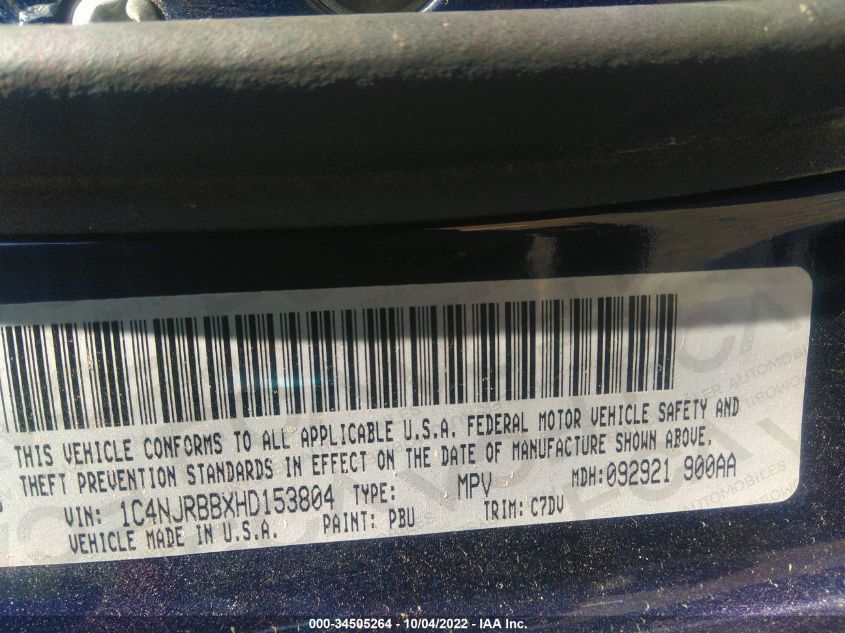 THIS VEHICLE CONFORMS TO ALL APPLICABLE U.S.A. FEDERAL MOTOR VEHICLE SAFETY AND
THEFT PREVENTION STANDARDS IN EFFECT ON THE DATE OF MANUFACTURE SHOWN ABOVE.
VIN: 1C4NJRBBXHD153804 TYPE: MPV MDH:092921 900AA
VEHICLE MADE IN U.S.A. PAINT: PBU TRIM: C7DV
000-34505264 - 10/04/2022 - IAA Inc.